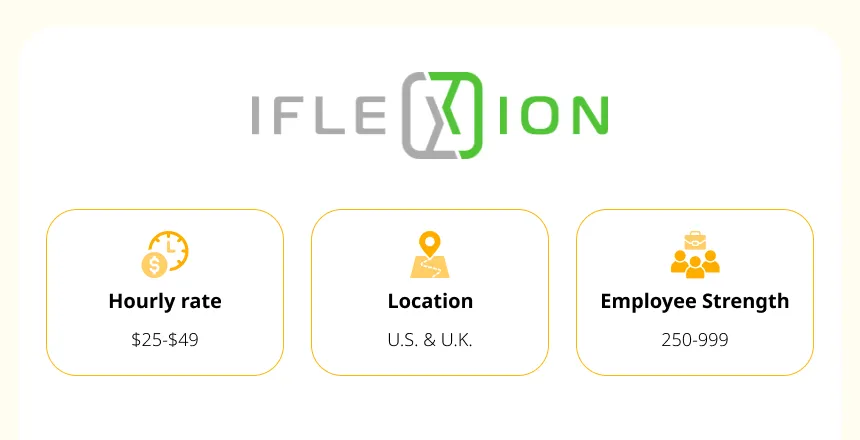 IFLEXION
Hourly rate
$25-$49
Location
U.S. & U.K.
Employee Strength
250-999